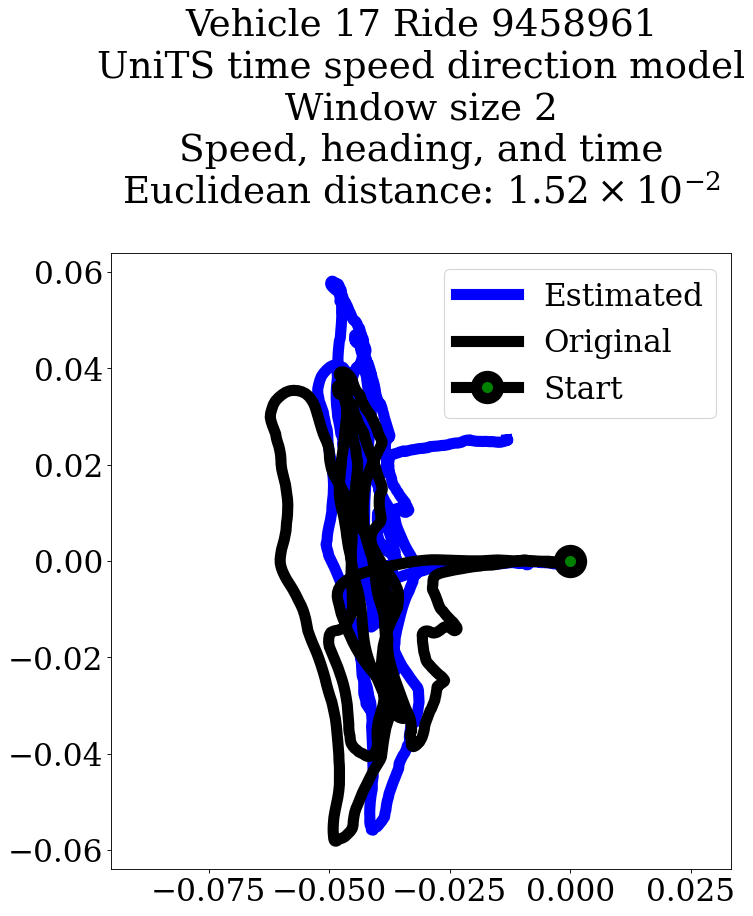 Vehicle 17 Ride 9458961
UniTS time speed direction model
Window size 2
Speed, heading, and time
Euclidean distance: 1.52 × 10⁻²
Estimated
Original
Start
0.06
0.04
0.02
0.00
−0.02
−0.04
−0.06
−0.075 −0.050 −0.025 0.000 0.025